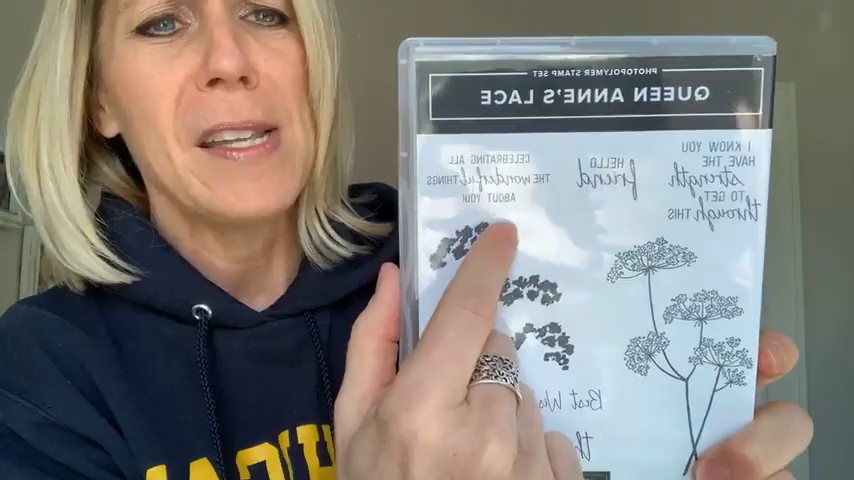 PHOTOPOLYMER STAMP SET
QUEEN ANNE'S LACE
I KNOW YOU
HAVE THE
strength
TO GET
through THIS
HELLO
friend
CELEBRATING ALL
THE wonderful THINGS
ABOUT YOU!
Best